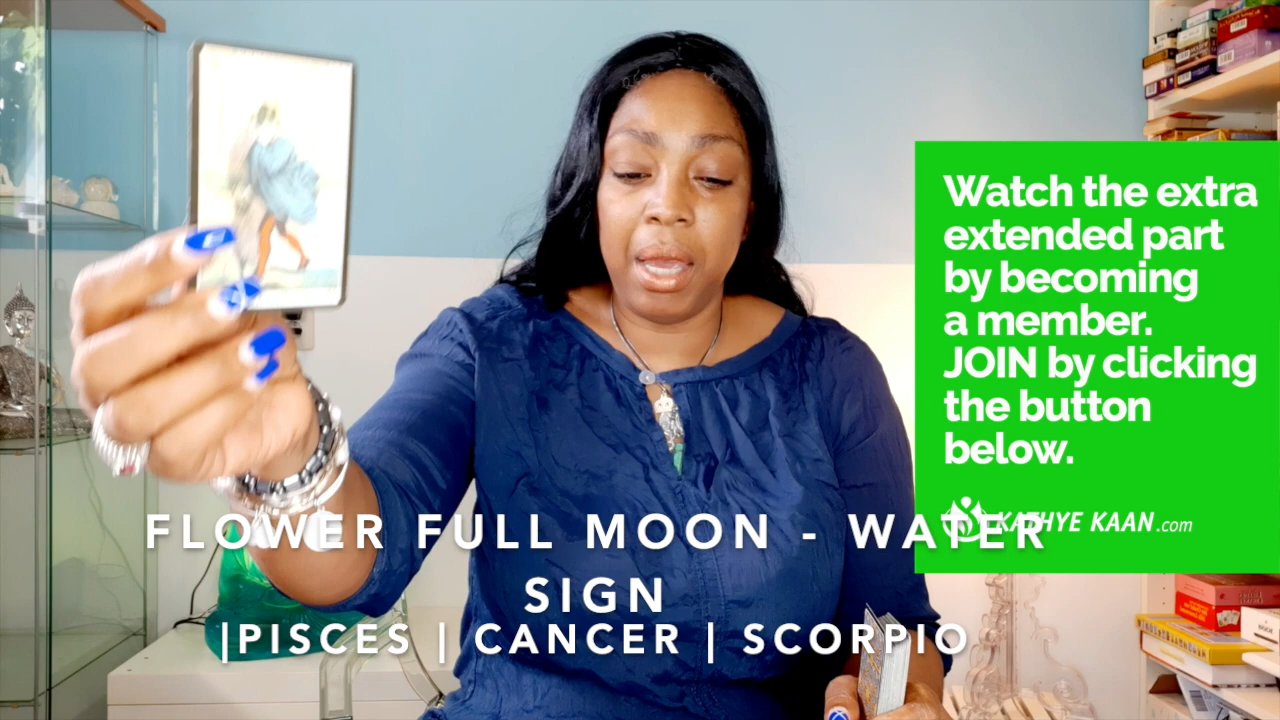 Watch the extra
extended part
by becoming
a member.
JOIN by clicking
the button
below.
KATHYE KAAN.com
FLOWER FULL MOON - WATER
SIGN
|PISCES | CANCER | SCORPIO